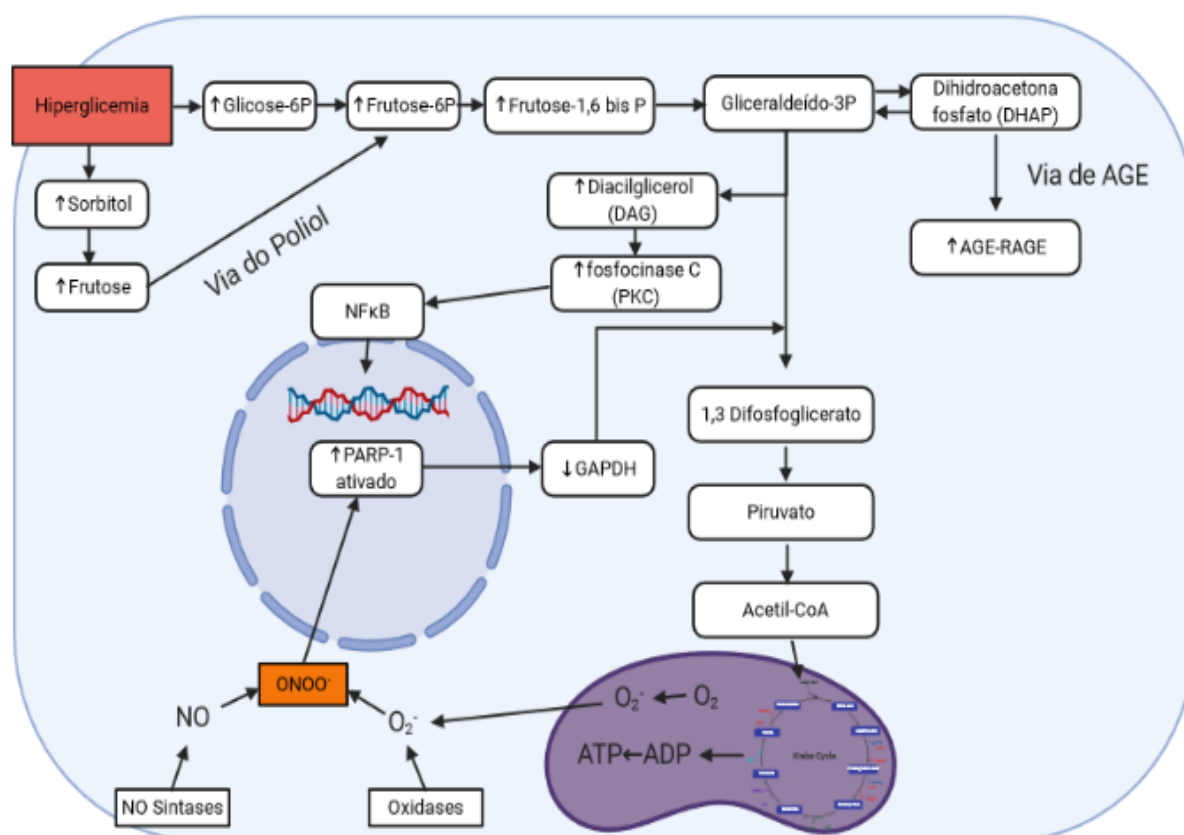 Hiperglicemia
↑Glicose-6P
↑Frutose-6P
↑Frutose-1,6 bis P
Gliceraldeído-3P
Dihidroacetona
fosfato (DHAP)
Via de AGE
↑AGE-RAGE
↑Sorbitol
↑Frutose
Via do Poliol
↑Diacilglicerol
(DAG)
↑fosfocinase C
(PKC)
NFκB
↑PARP-1
ativado
↓GAPDH
1,3 Difosfoglicerato
Piruvato
Acetil-CoA
ONOO⁻
NO
O₂⁻
NO Sintases
Oxidases
O₂⁻ ← O₂
ATP←ADP
Krebs Cycle